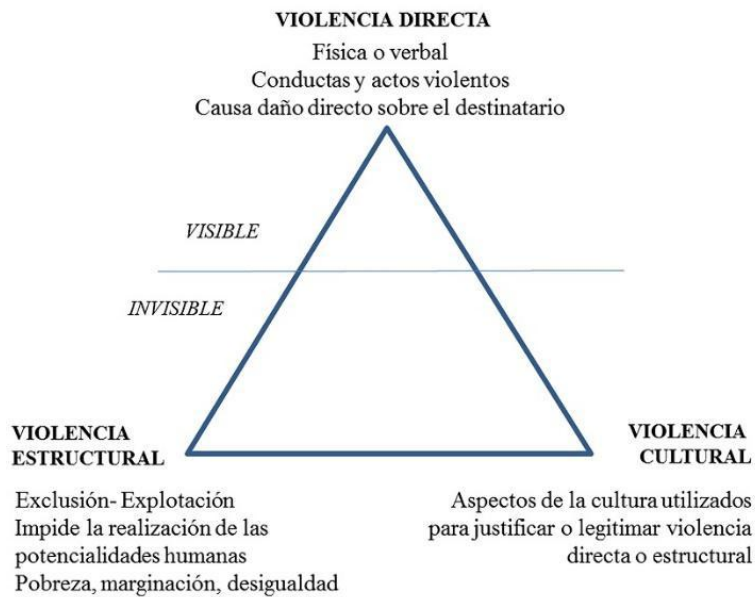 VIOLENCIA DIRECTA
Física o verbal
Conductas y actos violentos
Causa daño directo sobre el destinatario
VISIBLE
INVISIBLE
VIOLENCIA
ESTRUCTURAL
Exclusión- Explotación
Impide la realización de las
potencialidades humanas
Pobreza, marginación, desigualdad
VIOLENCIA
CULTURAL
Aspectos de la cultura utilizados
para justificar o legitimar violencia
directa o estructural